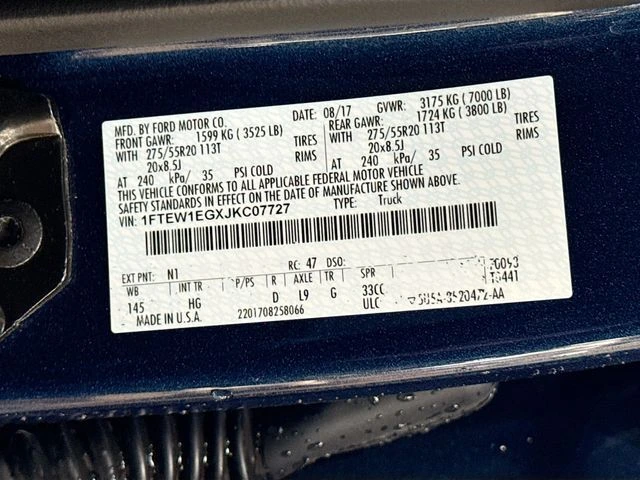 MFD. BY FORD MOTOR CO. DATE: 08/17 GVWR: 3175 KG ( 7000 LB)
FRONT GAWR: 1599 KG ( 3525 LB) REAR GAWR: 1724 KG ( 3800 LB)
WITH 275/55R20 113T TIRES WITH 275/55R20 113T TIRES
20x8.5J RIMS 20x8.5J RIMS
AT 240 kPa/ 35 PSI COLD AT 240 kPa/ 35 PSI COLD
THIS VEHICLE CONFORMS TO ALL APPLICABLE FEDERAL MOTOR VEHICLE
SAFETY STANDARDS IN EFFECT ON THE DATE OF MANUFACTURE SHOWN ABOVE.
VIN: 1FTEW1EGXJKC07727 TYPE: Truck
EXT PNT: N1 RC: 47 DSO:
WB INT TR P/PS R AXLE TR SPR
145 HG D L9 G 33CC
MADE IN U.S.A. 2201708258066 ULC